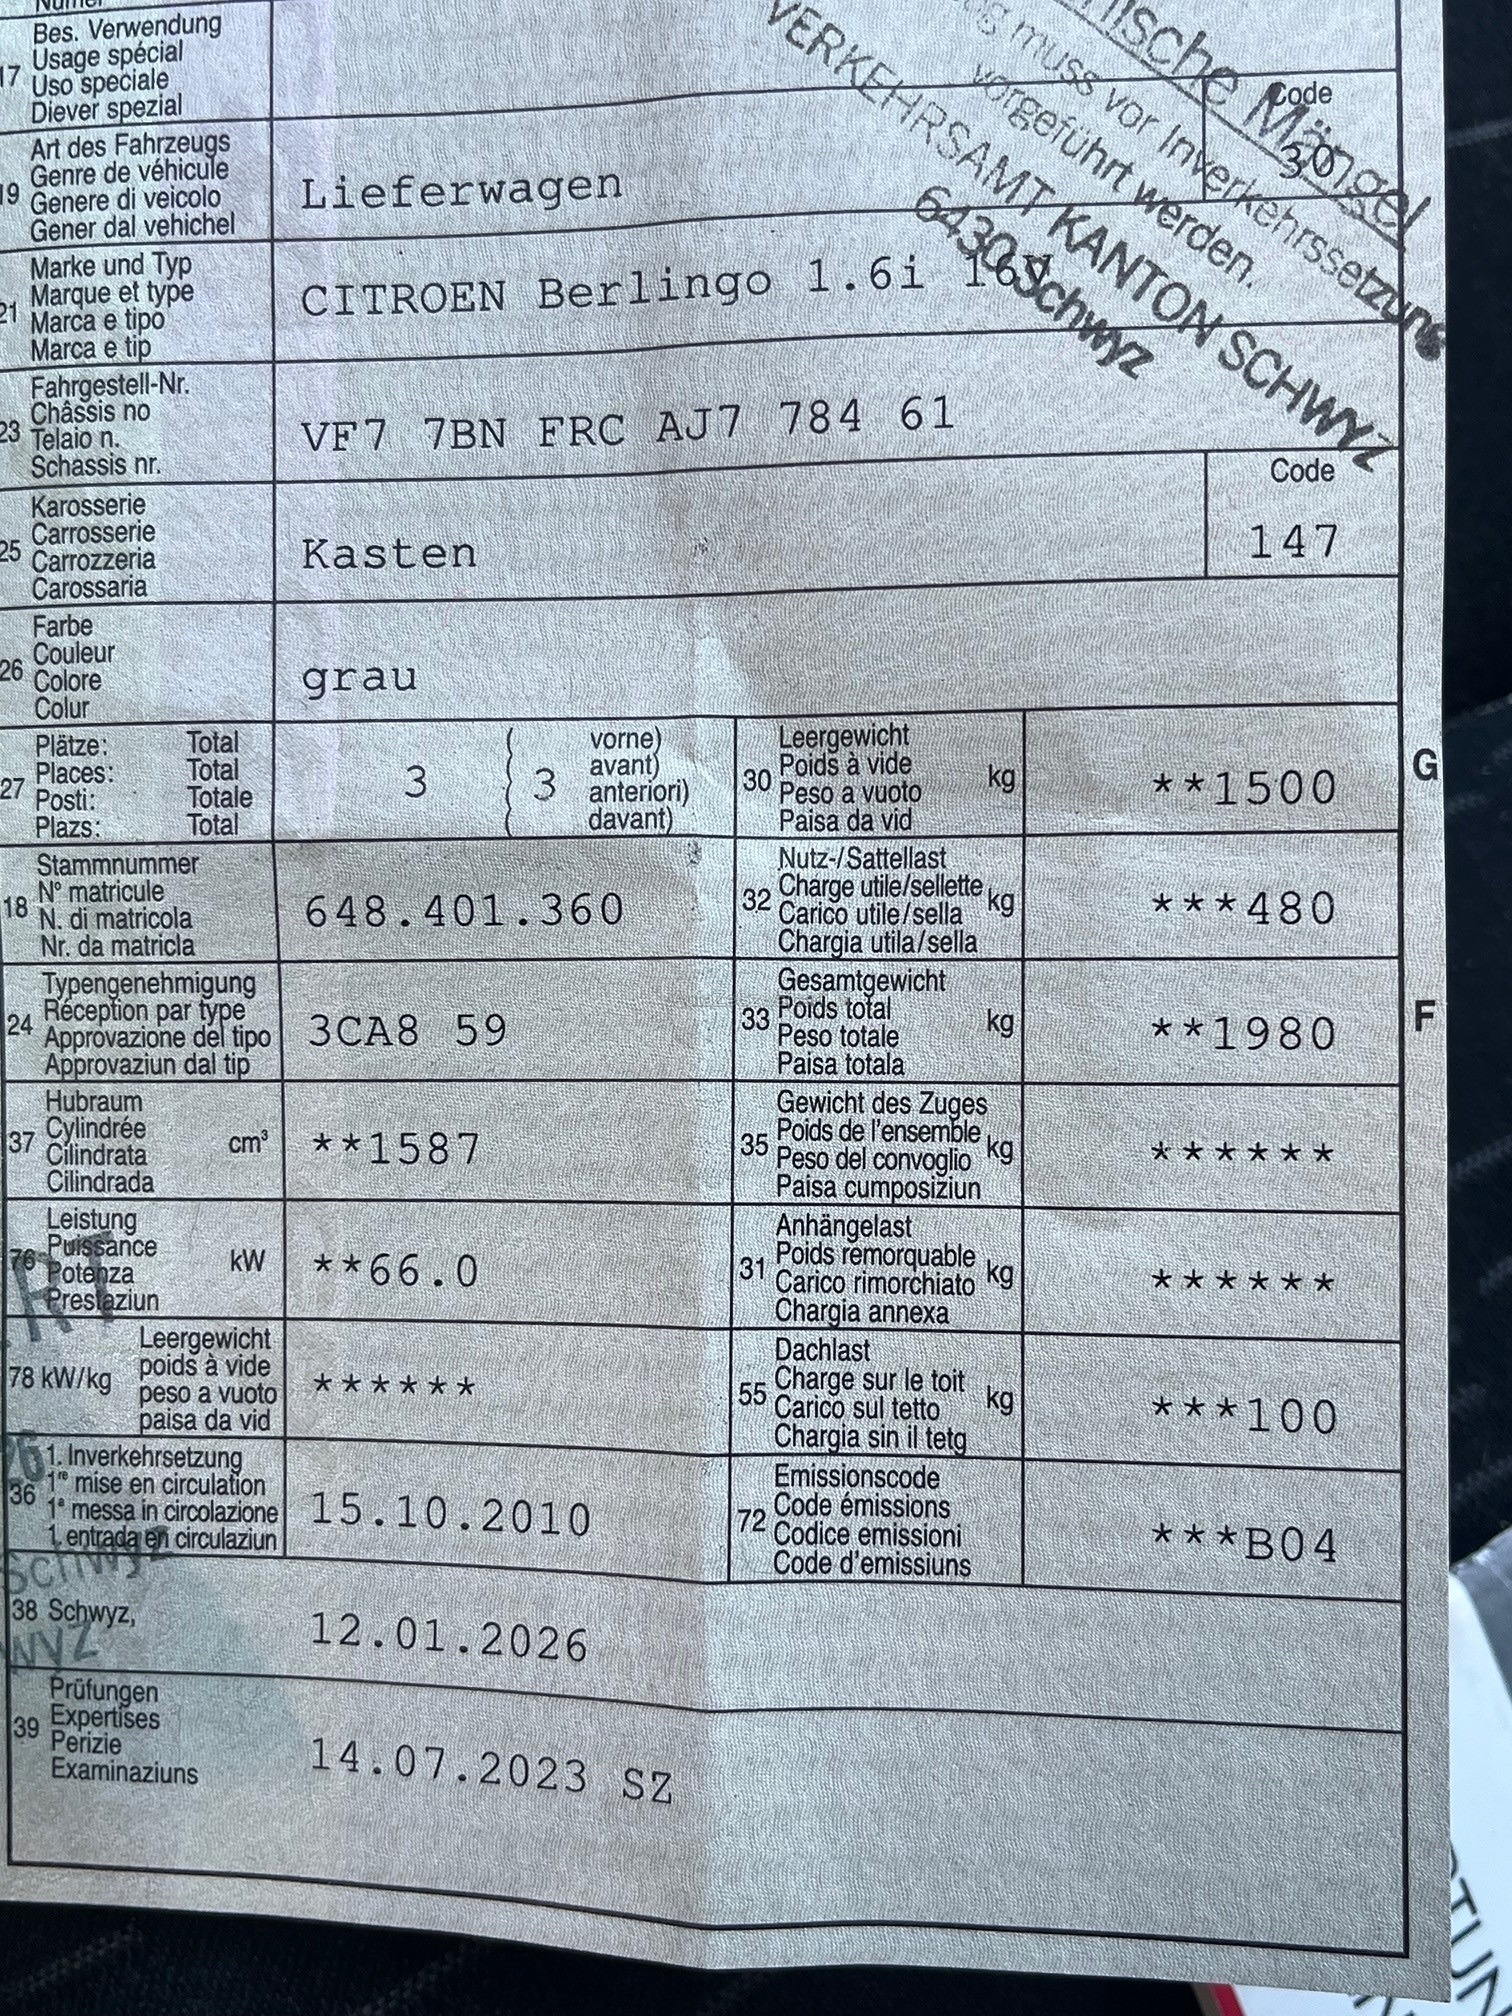 Bes. Verwendung
17 Usage spécial
Uso speciale
Diever spezial
Code
Art des Fahrzeugs
19 Genre de véhicule
Genere di veicolo
Gener dal vehichel
Lieferwagen
30
Marke und Typ
21 Marque et type
Marca e tipo
Marca e tip
CITROEN Berlingo 1.6i 16V
Fahrgestell-Nr.
23 Châssis no
Telaio n.
Schassis nr.
VF7 7BN FRC AJ7 784 61
Karosserie
25 Carrosserie
Carrozzeria
Carossaria
Kasten
Code
147
Farbe
26 Couleur
Colore
Colur
grau
Plätze: Total
27 Places: Total
Posti: Totale
Plazs: Total
3 3
vorne)
avant)
anteriori)
davant)
Leergewicht
30 Poids à vide kg
Peso a vuoto
Paisa da vid
**1500
G
Stammnummer
18 N° matricule
N. di matricola
Nr. da matricla
648.401.360
Nutz-/Sattellast
32 Charge utile/sellette kg
Carico utile/sella
Chargia utila/sella
***480
Typengenehmigung
24 Réception par type
Approvazione del tipo
Approvaziun dal tip
3CA8 59
Gesamtgewicht
33 Poids total kg
Peso totale
Paisa totala
**1980
F
Hubraum
37 Cylindrée cm³
Cilindrata
Cilindrada
**1587
Gewicht des Zuges
35 Poids de l'ensemble kg
Peso del convoglio
Paisa cumposiziun
******
Leistung
76 Puissance kW
Potenza
Prestaziun
**66.0
Anhängelast
31 Poids remorquable kg
Carico rimorchiato
Chargia annexa
******
Leergewicht
78 kW/kg poids à vide
peso a vuoto
paisa da vid
******
Dachlast
55 Charge sur le toit kg
Carico sul tetto
Chargia sin il tetg
***100
1. Inverkehrsetzung
36 1re mise en circulation
1a messa in circolazione
1. entrada en circulaziun
15.10.2010
Emissionscode
72 Code émissions
Codice emissioni
Code d'emissiuns
***B04
38 Schwyz,
12.01.2026
Prüfungen
39 Expertises
Perizie
Examinaziuns
14.07.2023 SZ
Mängel
muss vor Inverkehrssetzung
vorgeführt werden.
VERKEHRSAMT KANTON SCHWYZ
6430 Schwyz
Schwyz